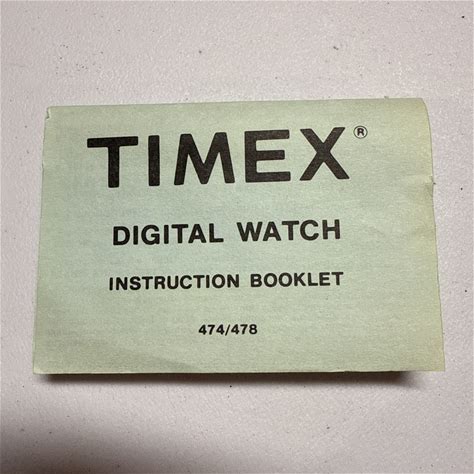 TIMEX®
DIGITAL WATCH
INSTRUCTION BOOKLET
474/478